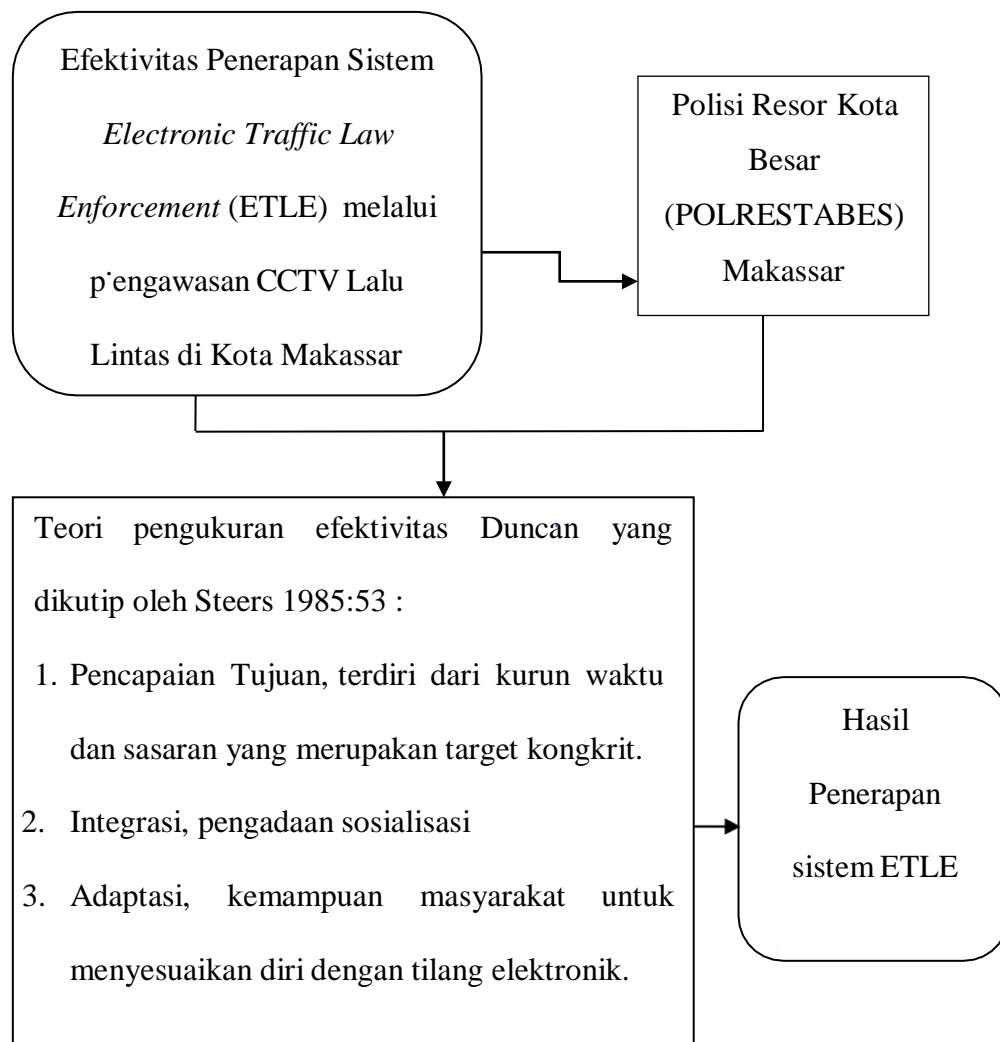 Efektivitas Penerapan Sistem
Electronic Traffic Law
Enforcement (ETLE) melalui
p˙engawasan CCTV Lalu
Lintas di Kota Makassar
Polisi Resor Kota
Besar
(POLRESTABES)
Makassar
Teori pengukuran efektivitas Duncan yang
dikutip oleh Steers 1985:53 :
1. Pencapaian Tujuan, terdiri dari kurun waktu
dan sasaran yang merupakan target kongkrit.
2. Integrasi, pengadaan sosialisasi
3. Adaptasi, kemampuan masyarakat untuk
menyesuaikan diri dengan tilang elektronik.
Hasil
Penerapan
sistem ETLE